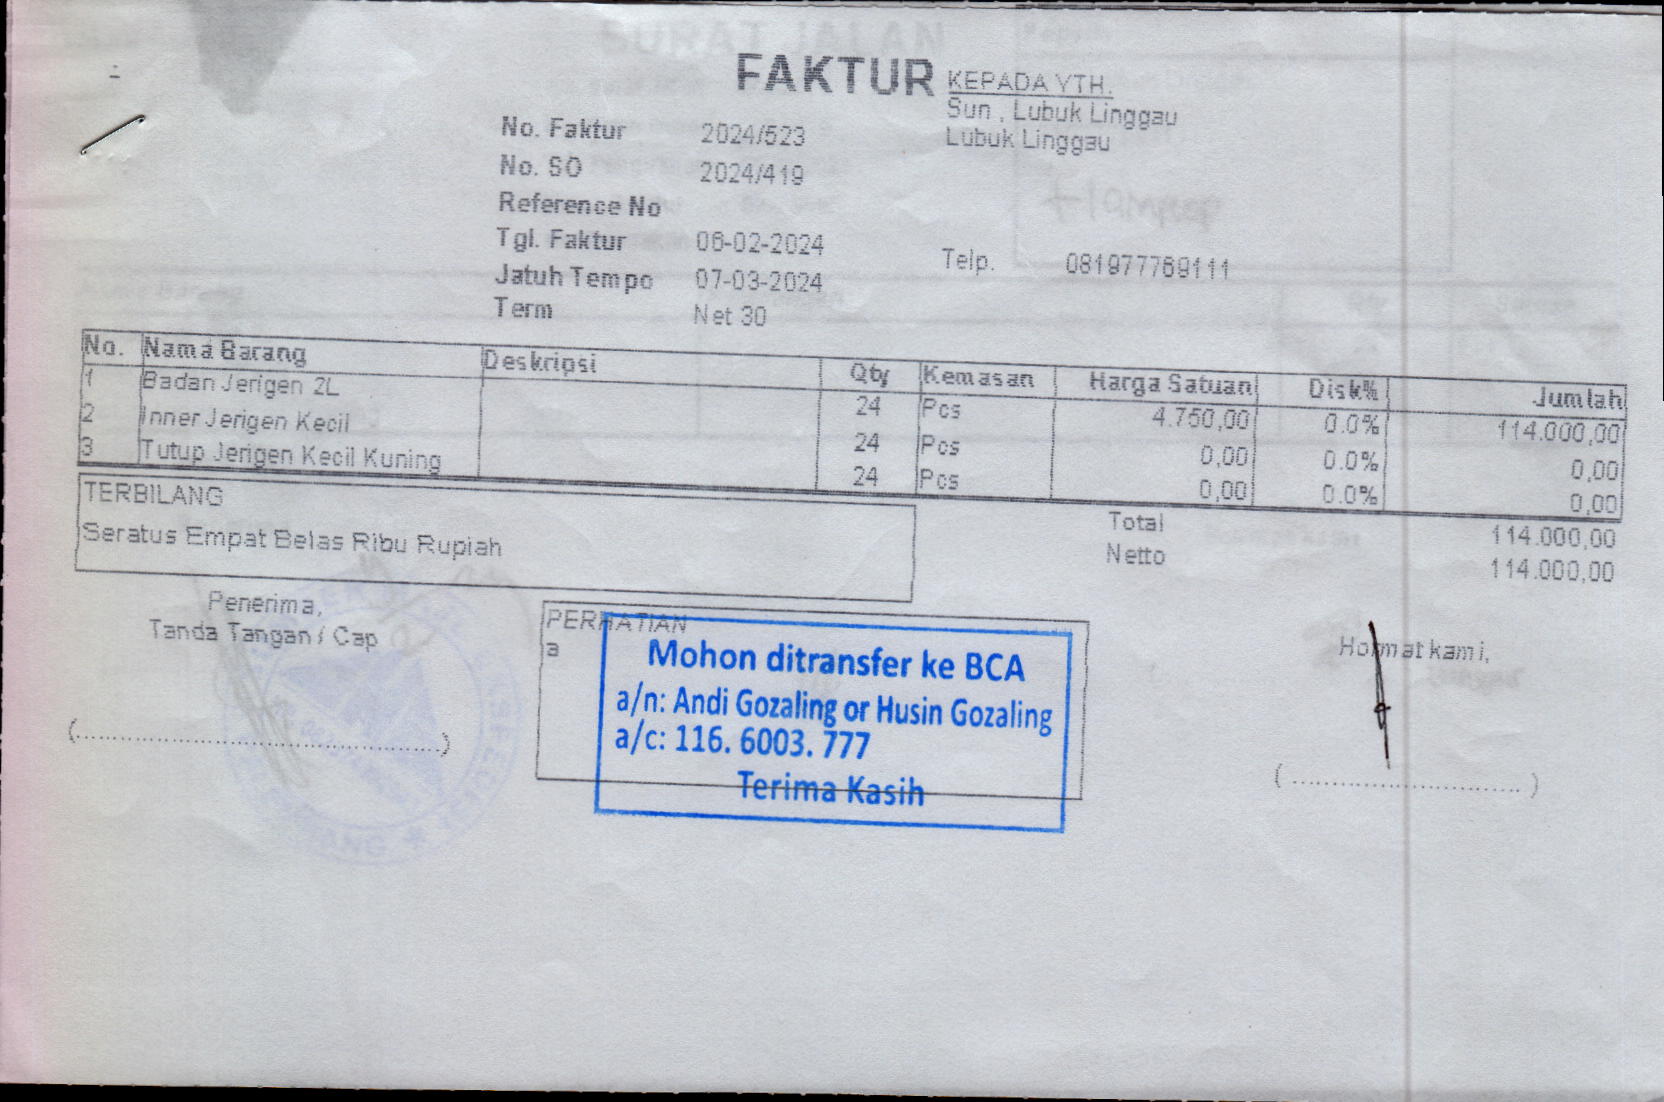 FAKTUR
KEPADA YTH.
Sun , Lubuk Linggau
Lubuk Linggau
No. Faktur 2024/523
No. SO 2024/419
Reference No
Tgl. Faktur 06-02-2024
Telp. 081977769111
Jatuh Tempo 07-03-2024
Term Net 30
No. Nama Barang Deskripsi Qty Kemasan Harga Satuan Disk% Jumlah
1 Badan Jerigen 2L 24 Pcs 4.750,00 0.0% 114.000,00
2 Inner Jerigen Kecil 24 Pcs 0,00 0.0% 0,00
3 Tutup Jerigen Kecil Kuning 24 Pcs 0,00 0.0% 0,00
TERBILANG
Seratus Empat Belas Ribu Rupiah
Total 114.000,00
Netto 114.000,00
Penerima,
Tanda Tangan / Cap
(........................................)
PERHATIAN
a
Mohon ditransfer ke BCA
a/n: Andi Gozaling or Husin Gozaling
a/c: 116. 6003. 777
Terima Kasih
Hormat kami,
( ............................ )